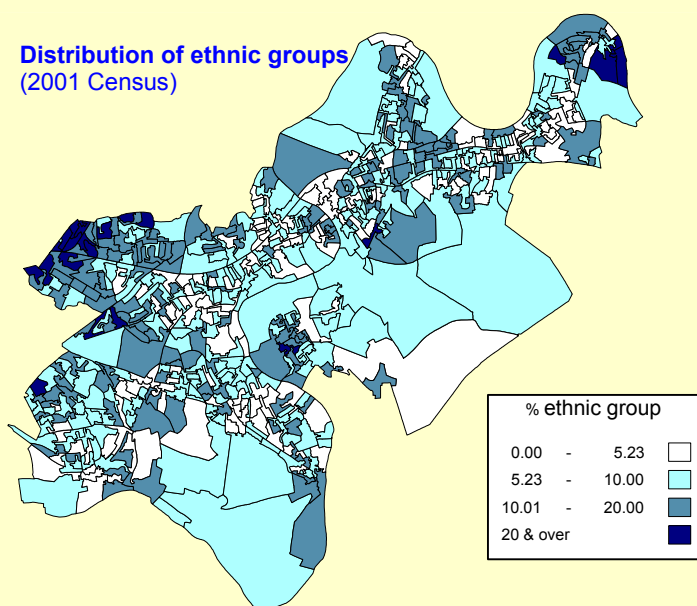 Distribution of ethnic groups
(2001 Census)
% ethnic group
0.00 - 5.23
5.23 - 10.00
10.01 - 20.00
20 & over